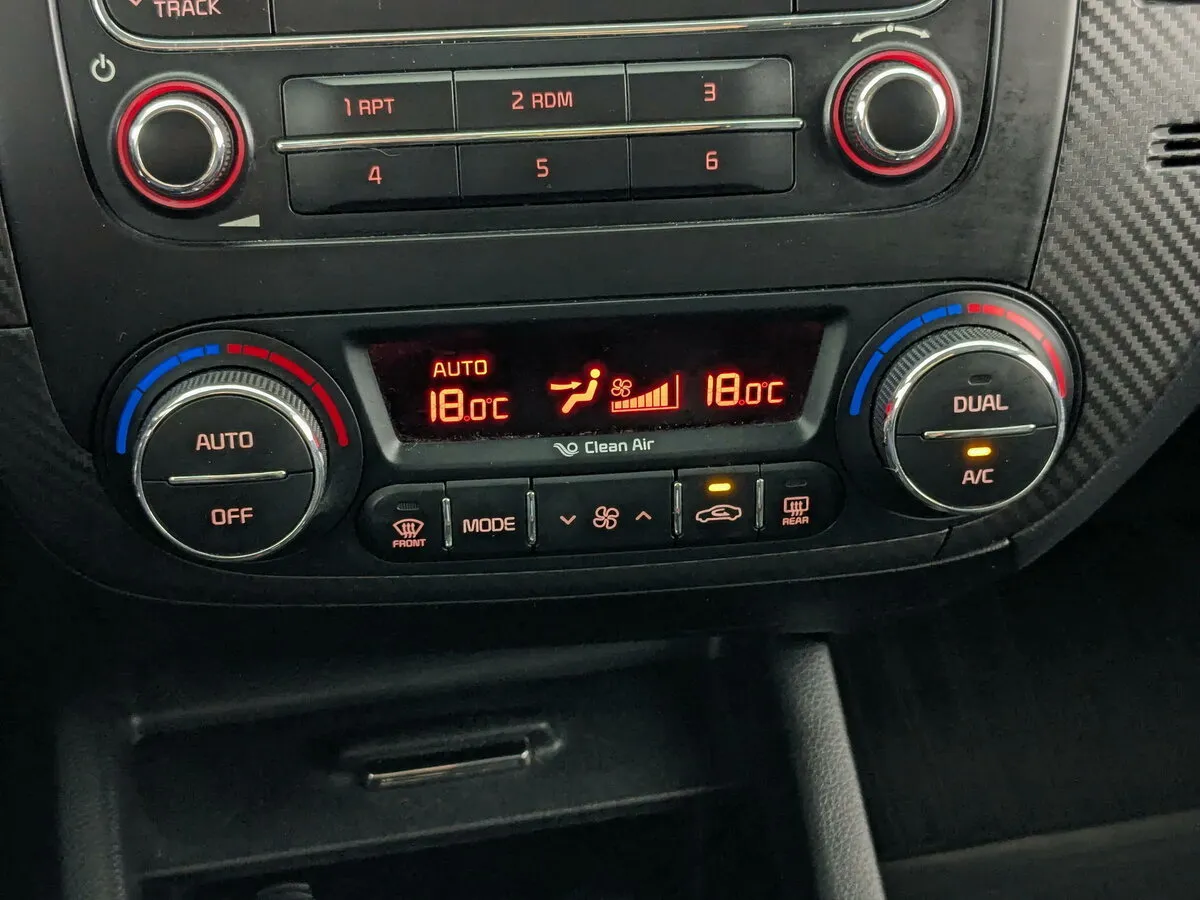 TRACK
1 RPT
2 RDM
3
4
5
6
AUTO
18.0°C
18.0°C
Clean Air
AUTO
OFF
DUAL
A/C
FRONT
MODE
REAR